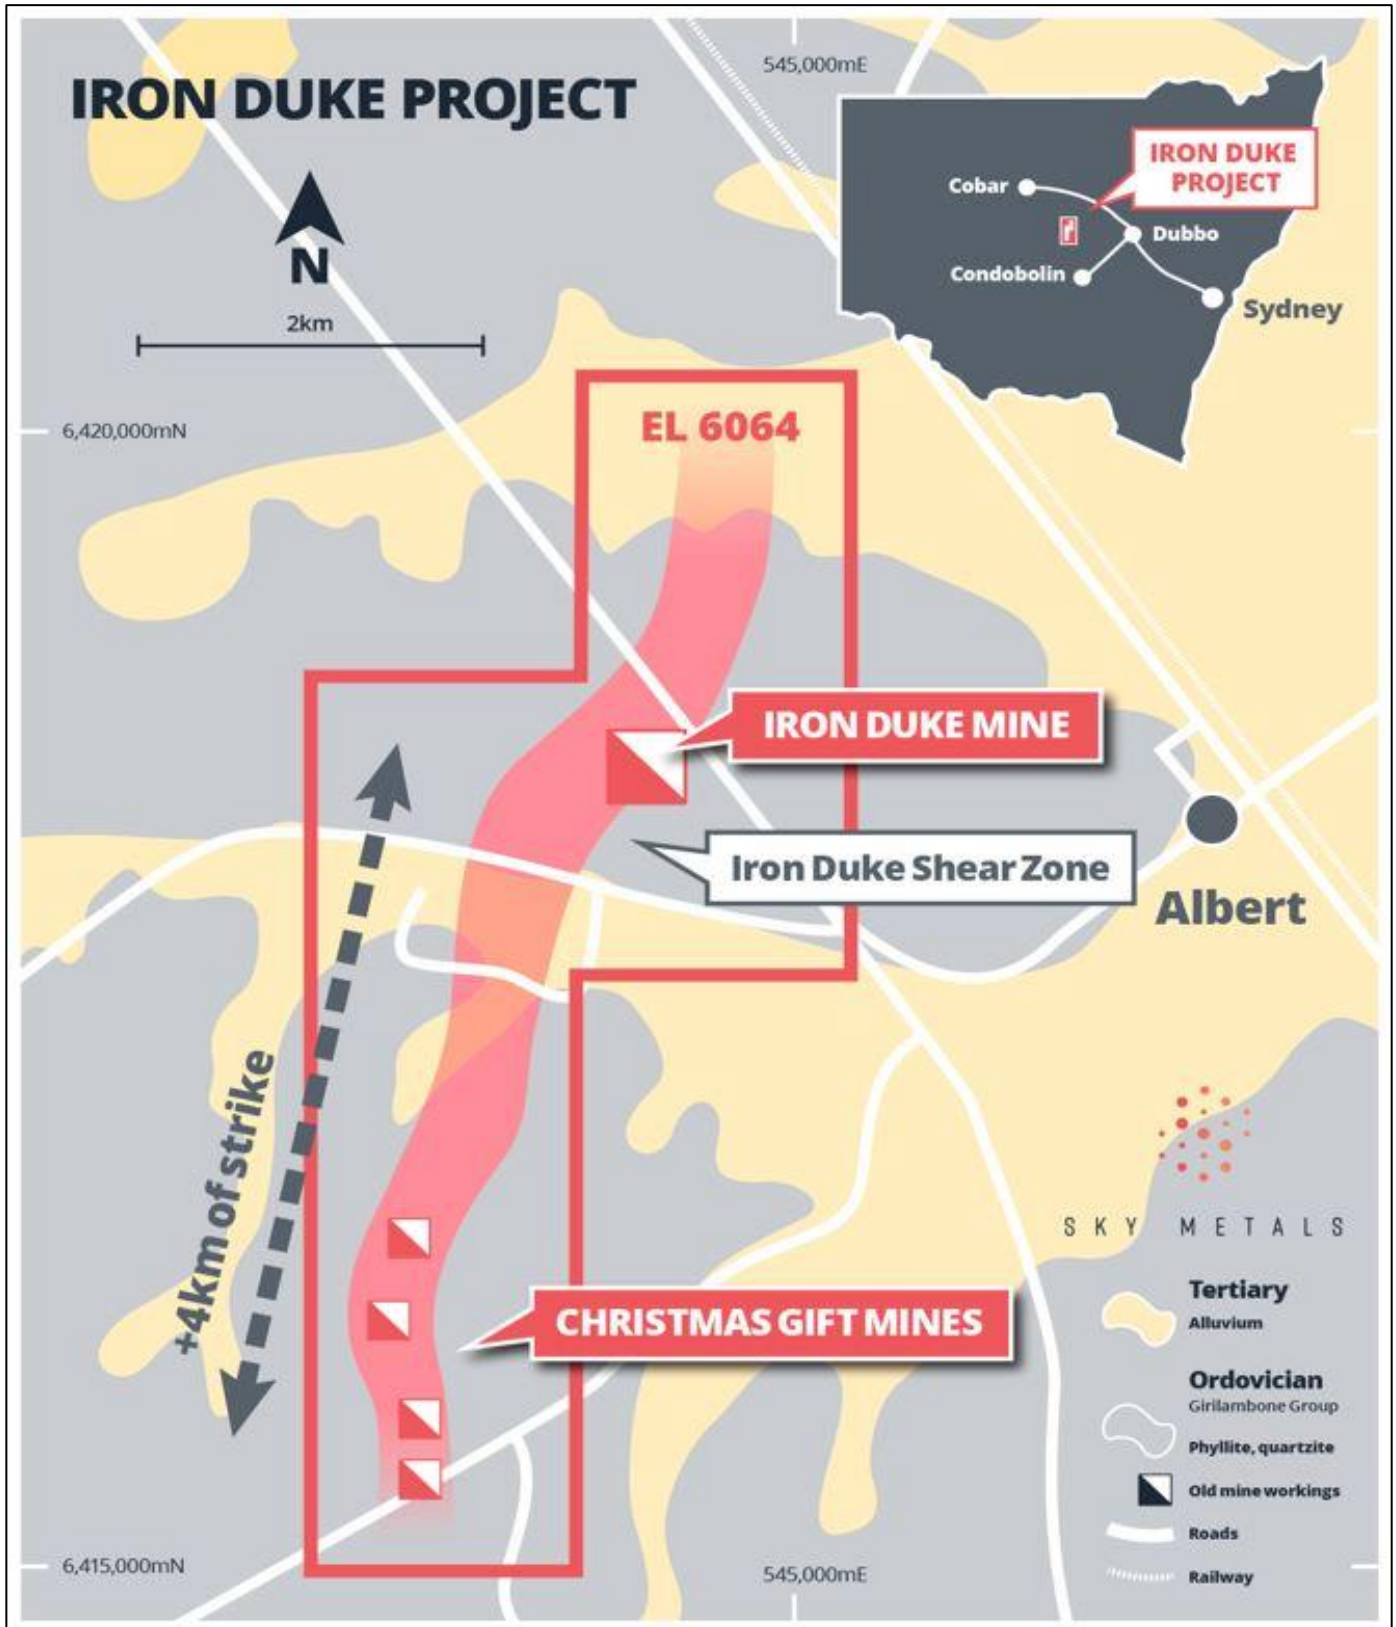 545,000mE
IRON DUKE PROJECT
IRON DUKE
PROJECT
Cobar
Dubbo
Condobolin
Sydney
N
2km
6,420,000mN
EL 6064
IRON DUKE MINE
Iron Duke Shear Zone
Albert
+4km of strike
SKY METALS
CHRISTMAS GIFT MINES
Tertiary
Alluvium
Ordovician
Girilambone Group
Phyllite, quartzite
Old mine workings
Roads
Railway
6,415,000mN
545,000mE